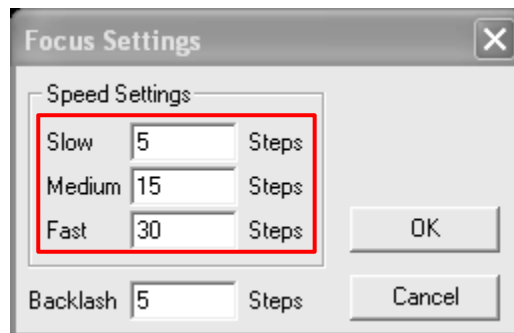 Focus Settings
Speed Settings
Slow 5 Steps
Medium 15 Steps
Fast 30 Steps
OK
Backlash 5 Steps
Cancel